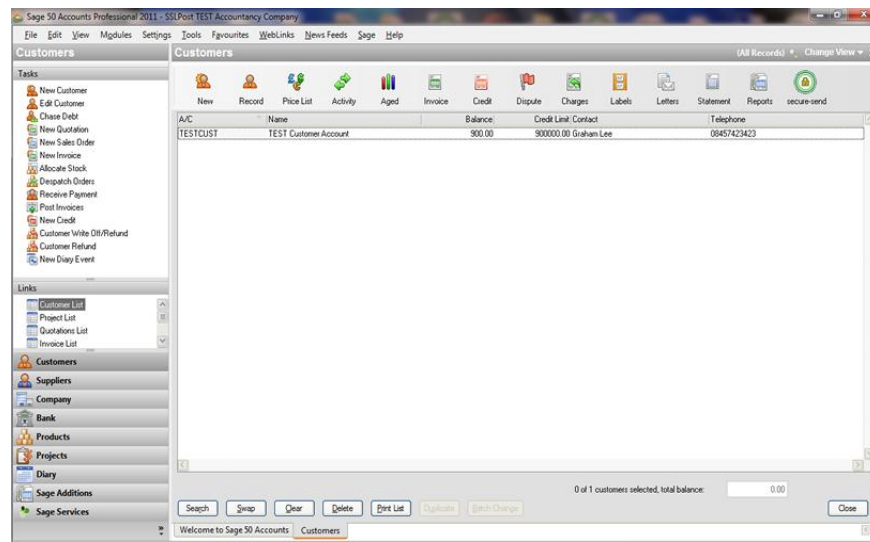 Sage 50 Accounts Professional 2011 - SSLPost TEST Accountancy Company
File Edit View Modules Settings Tools Favourites WebLinks News Feeds Sage Help
Customers
Customers
(All Records) Change View
Tasks
New Customer
Edit Customer
Chase Debt
New Quotation
New Sales Order
New Invoice
Allocate Stock
Despatch Orders
Receive Payment
Post Invoices
New Credit
Customer Write Off/Refund
Customer Refund
New Diary Event
Links
Customer List
Project List
Quotations List
Invoice List
Customers
Suppliers
Company
Bank
Products
Projects
Diary
Sage Additions
Sage Services
New Record Price List Activity Aged Invoice Credit Dispute Charges Labels Letters Statement Reports secure-send
A/C Name Balance Credit Limit Contact Telephone
TESTCUST TEST Customer Account 900.00 900000.00 Graham Lee 08457423423
0 of 1 customers selected, total balance: 0.00
Search Swap Clear Delete Print List Duplicate Batch Change Close
Welcome to Sage 50 Accounts Customers